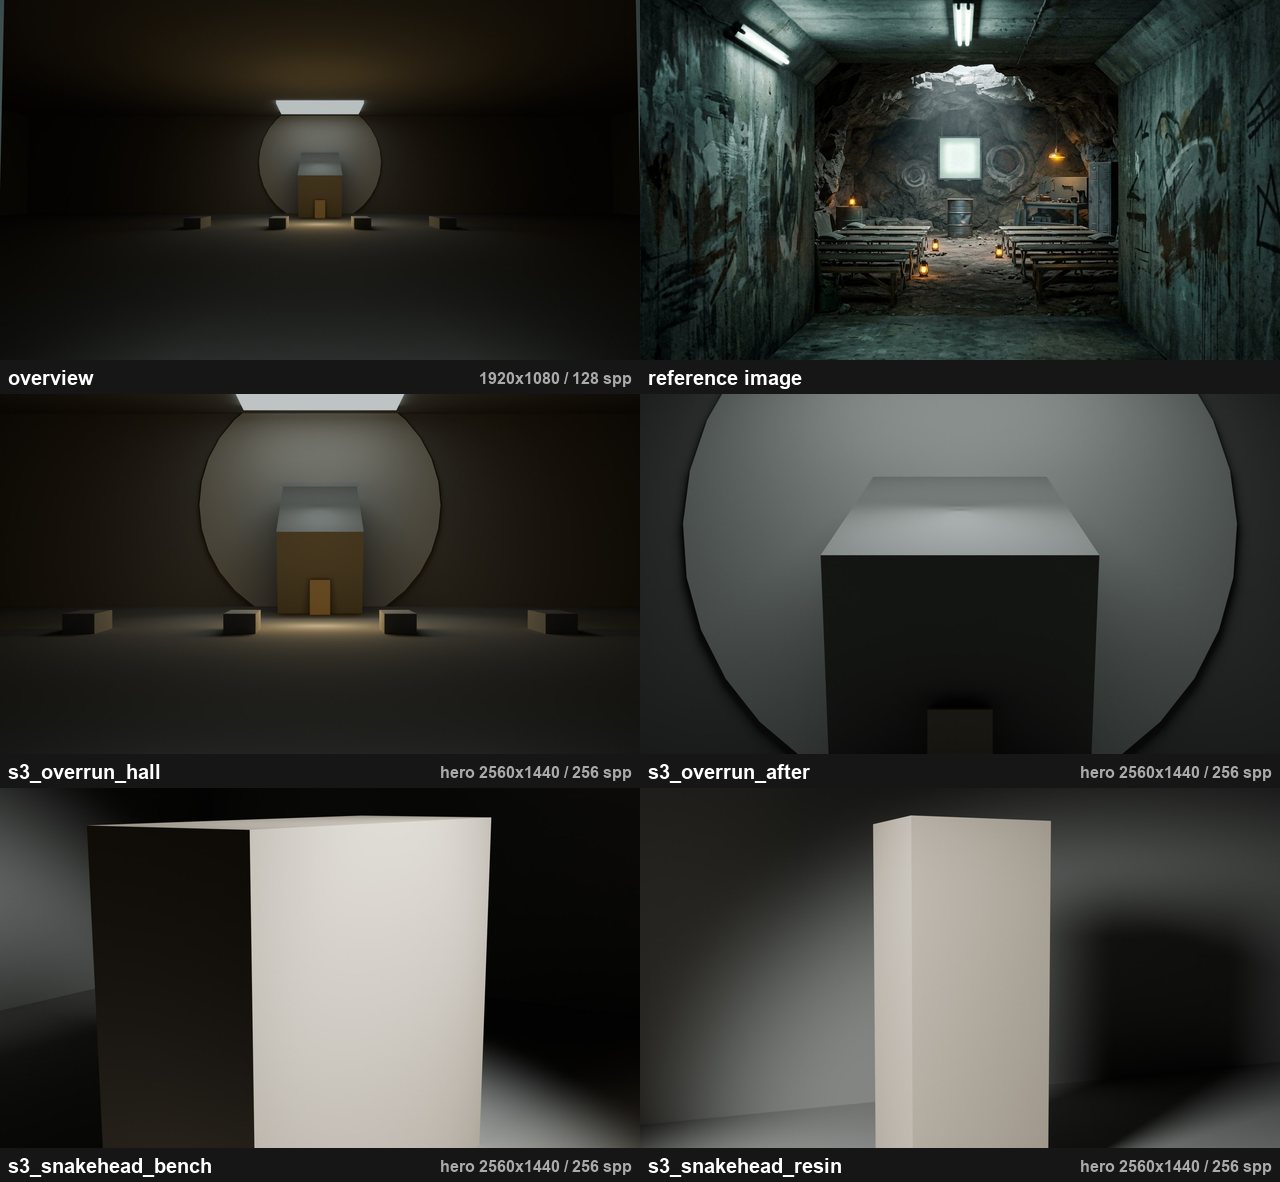 overview
1920x1080 / 128 spp
reference image
s3_overrun_hall
hero 2560x1440 / 256 spp
s3_overrun_after
hero 2560x1440 / 256 spp
s3_snakehead_bench
hero 2560x1440 / 256 spp
s3_snakehead_resin
hero 2560x1440 / 256 spp